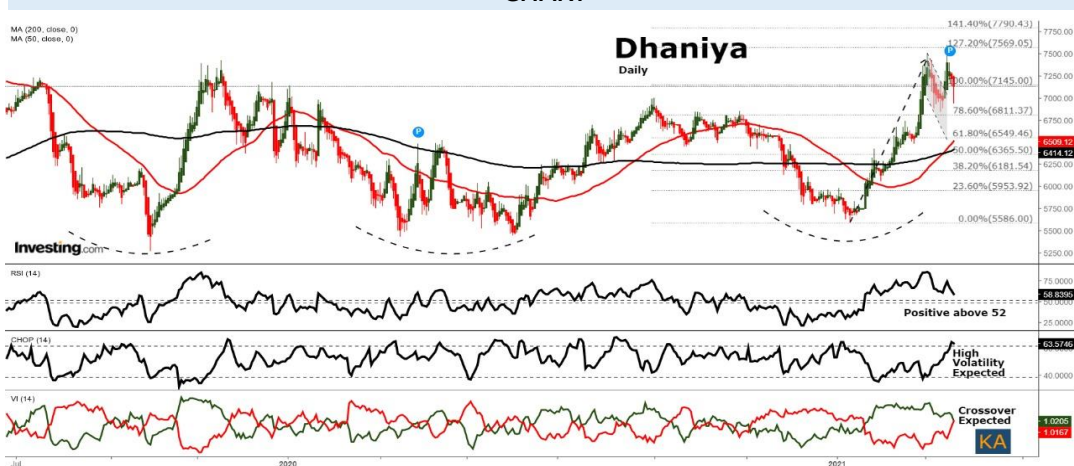 MA (200, close, 0)
MA (50, close, 0)
Dhaniya
Daily
141.40%(7790.43)
127.20%(7569.05)
P
100.00%(7145.00)
78.60%(6811.37)
61.80%(6549.46)
50.00%(6365.50)
38.20%(6181.54)
23.60%(5953.92)
0.00%(5586.00)
P
7750.00
7500.00
7250.00
7000.00
6750.00
6509.12
6414.12
6250.00
6000.00
5750.00
5500.00
5250.00
Investing.com
RSI (14)
75.0000
58.8395
25.0000
Positive above 52
CHOP (14)
63.5746
40.0000
High
Volatility
Expected
VI (14)
Crossover
Expected
KA
1.0205
1.0167
Jul
2020
2021